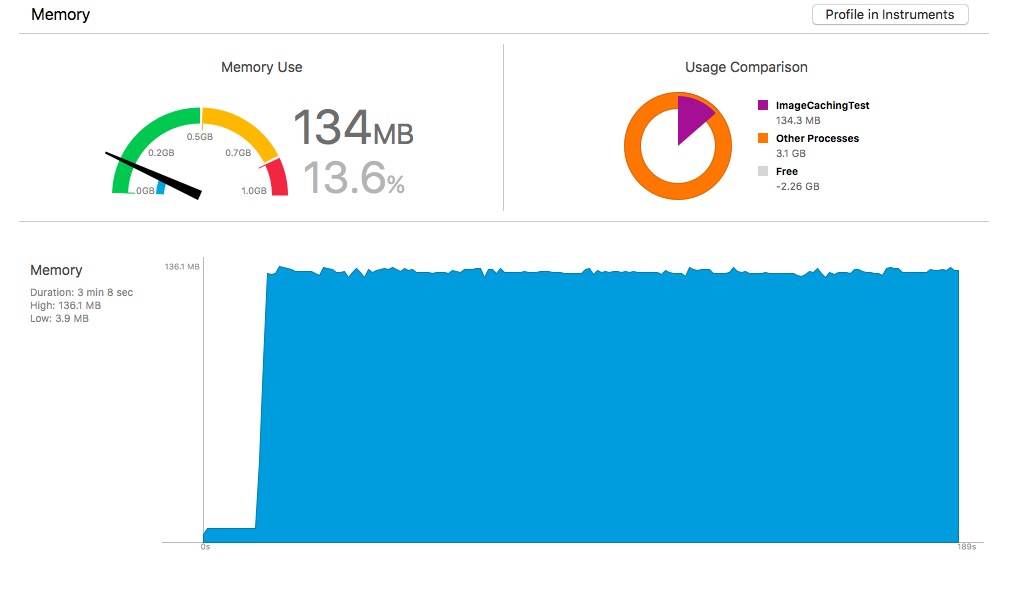 Memory
Profile in Instruments
Memory Use
Usage Comparison
0GB
0.2GB
0.5GB
0.7GB
1.0GB
134MB
13.6%
ImageCachingTest
134.3 MB
Other Processes
3.1 GB
Free
-2.26 GB
Memory
Duration: 3 min 8 sec
High: 136.1 MB
Low: 3.9 MB
136.1 MB
0s
189s